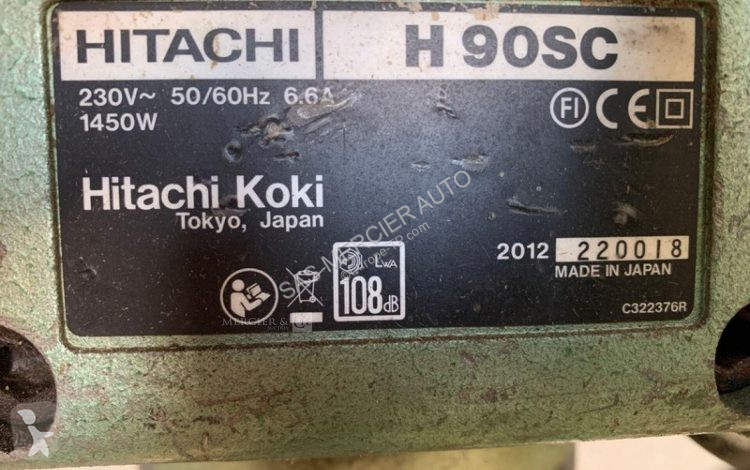 HITACHI H 90SC
230V~ 50/60Hz 6.6A
1450W
FI CE
Hitachi Koki
Tokyo, Japan
SAS MERCIER AUTO
2012 220018
MADE IN JAPAN
LWA
108dB
MERCIER &
C322376R